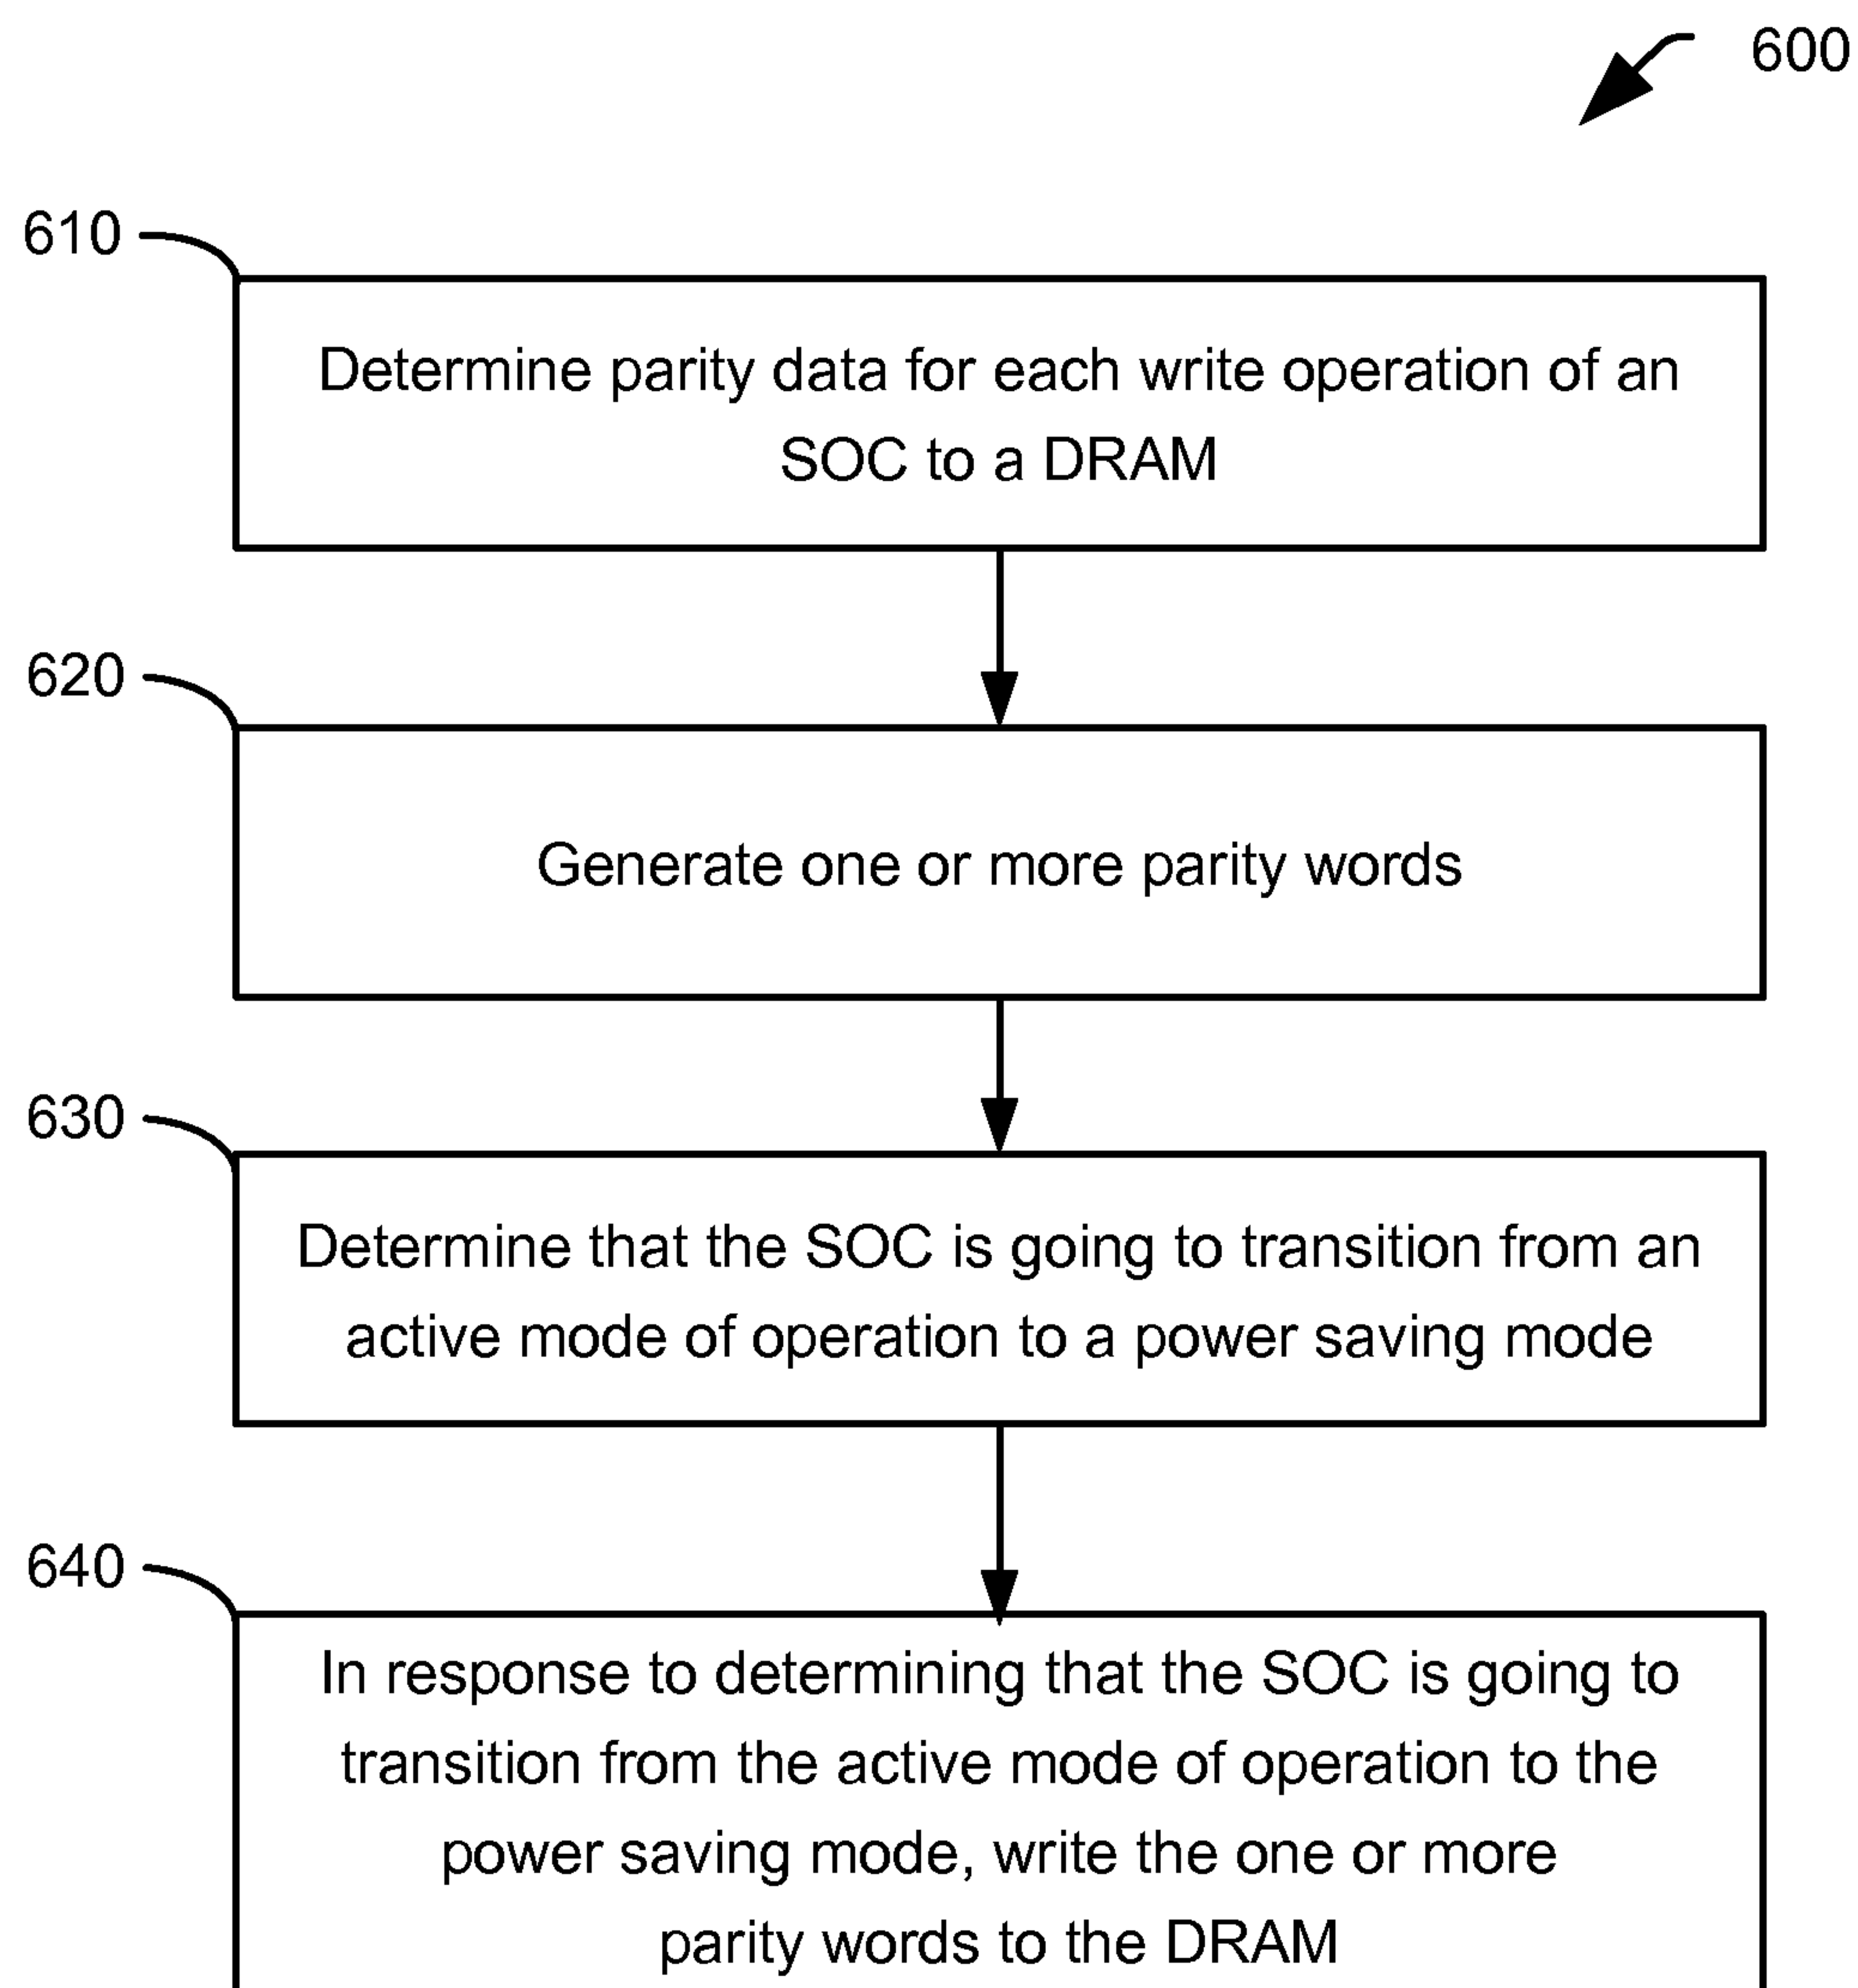 600
610
Determine parity data for each write operation of an
SOC to a DRAM
620
Generate one or more parity words
630
Determine that the SOC is going to transition from an
active mode of operation to a power saving mode
640
In response to determining that the SOC is going to
transition from the active mode of operation to the
power saving mode, write the one or more
parity words to the DRAM